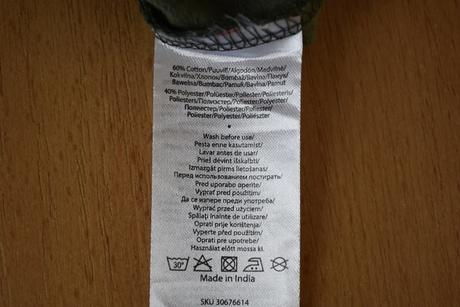 60% Cotton/Puuvill/Algodón/Medvilnė/
Kokvilna/Хлопок/Bombaž/Bavlna/Памук/
Bawełna/Bumbac/Pamuk/Bavlna/Pamut
40% Polyester/Polüester/Poliéster/Poliesteris/
Poliesters/Полиэстер/Poliester/Polyester/
Полиестер/Poliester/Poliester/
Poliester/Polyester/Poliészter
•
Wash before use/
Pesta enne kasutamist/
Lavar antes de usar/
Prieš dėvint išskalbti/
Izmazgāt pirms lietošanas/
Перед использованием постирать/
Pred uporabo operite/
Vyprať pred použitím/
Да се изпере преди употреба/
Wyprać przed użyciem/
Spălați înainte de utilizare/
Oprati prije korištenja/
Vyperte před použitím/
Oprati pre upotrebe/
Használat előtt mossa ki.
30°
Made in India
SKU 30676614